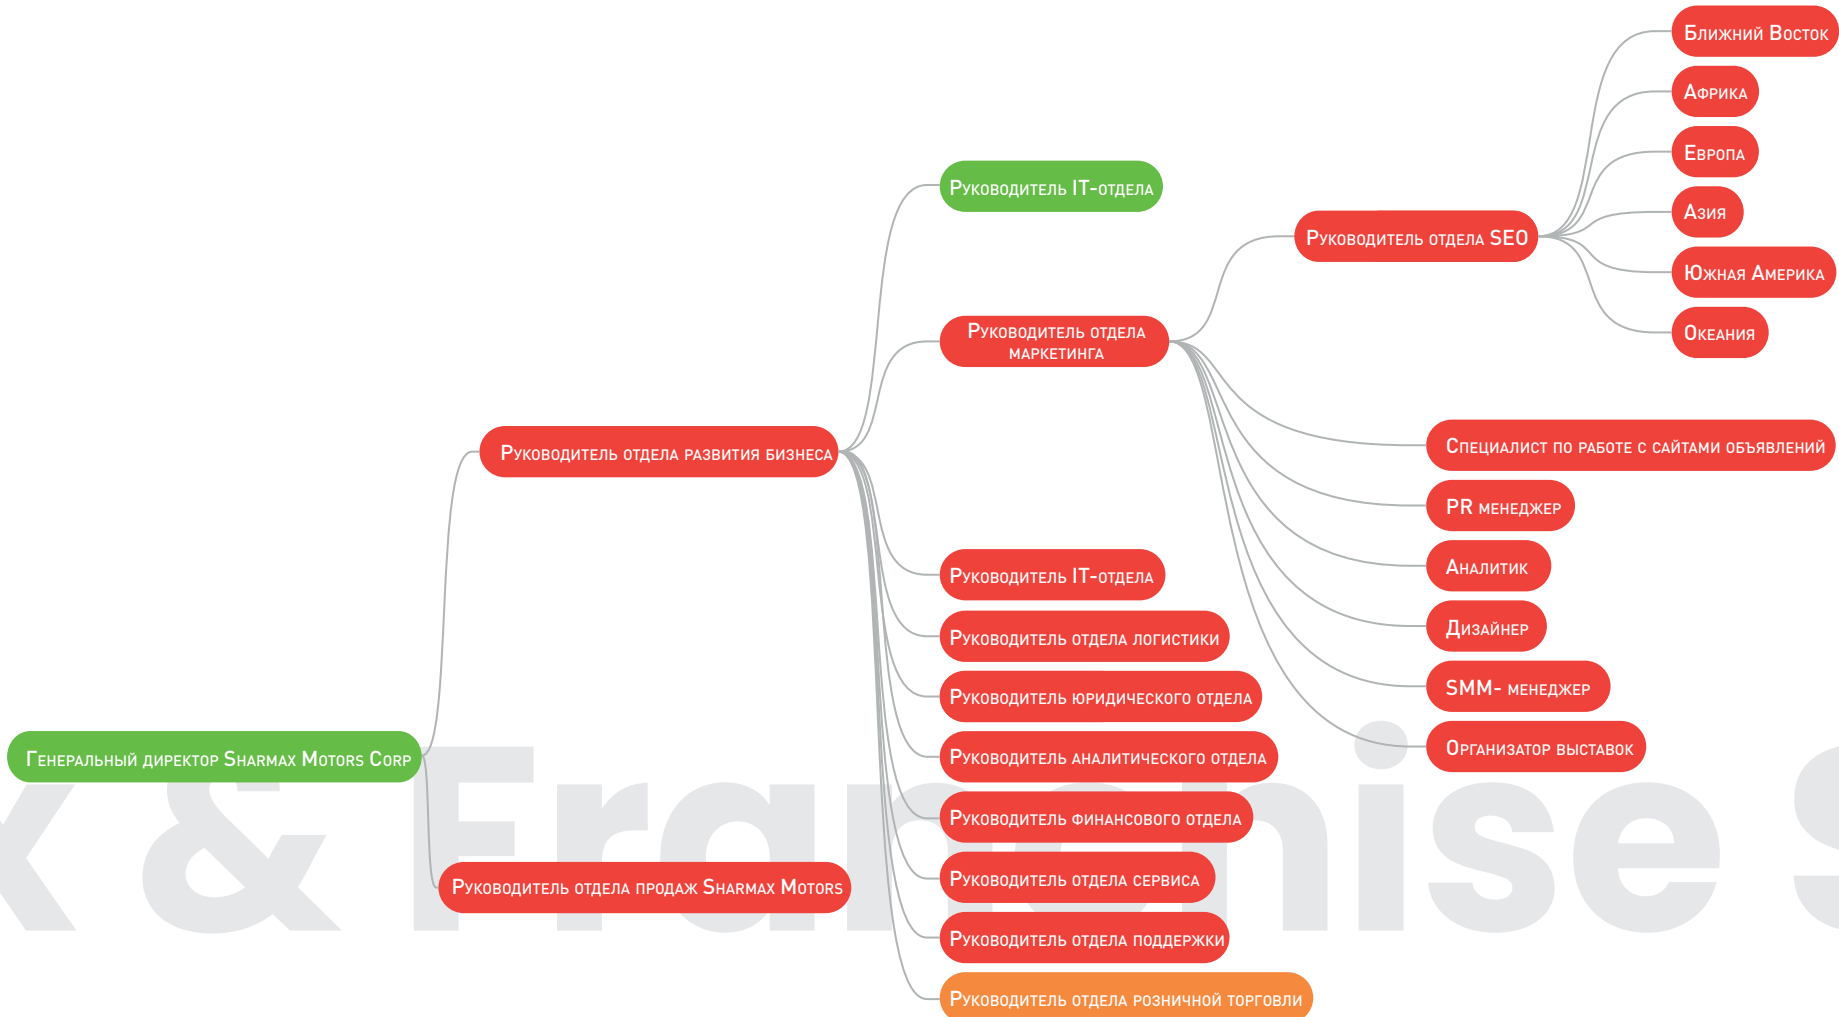 Ближний Восток
Африка
Европа
Азия
Южная Америка
Океания
Руководитель отдела SEO
Руководитель IT-отдела
Руководитель отдела
маркетинга
Специалист по работе с сайтами объявлений
PR менеджер
Аналитик
Дизайнер
SMM- менеджер
Организатор выставок
Руководитель отдела развития бизнеса
Руководитель IT-отдела
Руководитель отдела логистики
Руководитель юридического отдела
Руководитель аналитического отдела
Руководитель финансового отдела
Руководитель отдела сервиса
Руководитель отдела поддержки
Руководитель отдела розничной торговли
Генеральный директор Sharmax Motors Corp
Руководитель отдела продаж Sharmax Motors
x & Franchise S